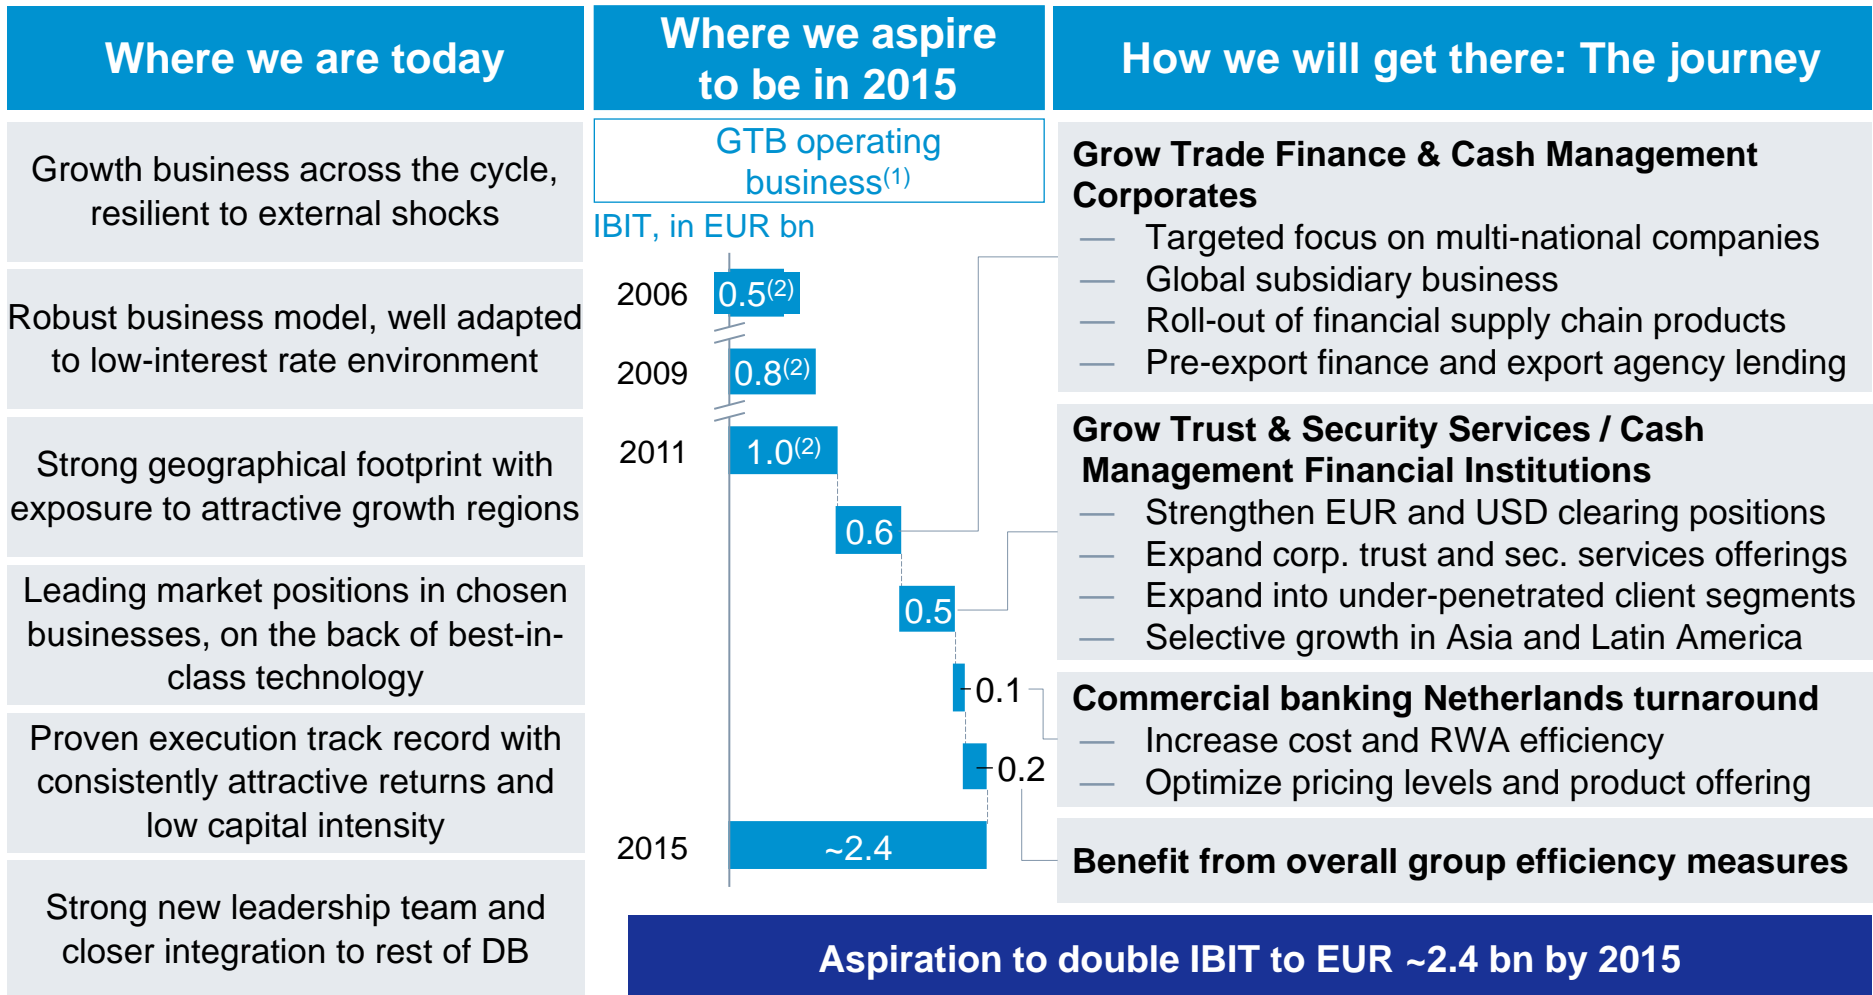 Where we are today
Growth business across the cycle,
resilient to external shocks
Robust business model, well adapted
to low-interest rate environment
Strong geographical footprint with
exposure to attractive growth regions
Leading market positions in chosen
businesses, on the back of best-in-
class technology
Proven execution track record with
consistently attractive returns and
low capital intensity
Strong new leadership team and
closer integration to rest of DB
Where we aspire
to be in 2015
GTB operating
business(1)
IBIT, in EUR bn
2006 0.5(2)
2009 0.8(2)
2011 1.0(2)
0.6
0.5
0.1
0.2
2015 ~2.4
How we will get there: The journey
Grow Trade Finance & Cash Management
Corporates
— Targeted focus on multi-national companies
— Global subsidiary business
— Roll-out of financial supply chain products
— Pre-export finance and export agency lending
Grow Trust & Security Services / Cash
Management Financial Institutions
— Strengthen EUR and USD clearing positions
— Expand corp. trust and sec. services offerings
— Expand into under-penetrated client segments
— Selective growth in Asia and Latin America
Commercial banking Netherlands turnaround
— Increase cost and RWA efficiency
— Optimize pricing levels and product offering
Benefit from overall group efficiency measures
Aspiration to double IBIT to EUR ~2.4 bn by 2015